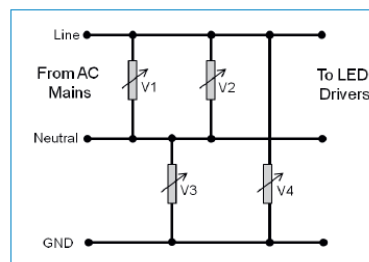 Line
From AC
Mains
V1
V2
To LED
Drivers
Neutral
V3
V4
GND